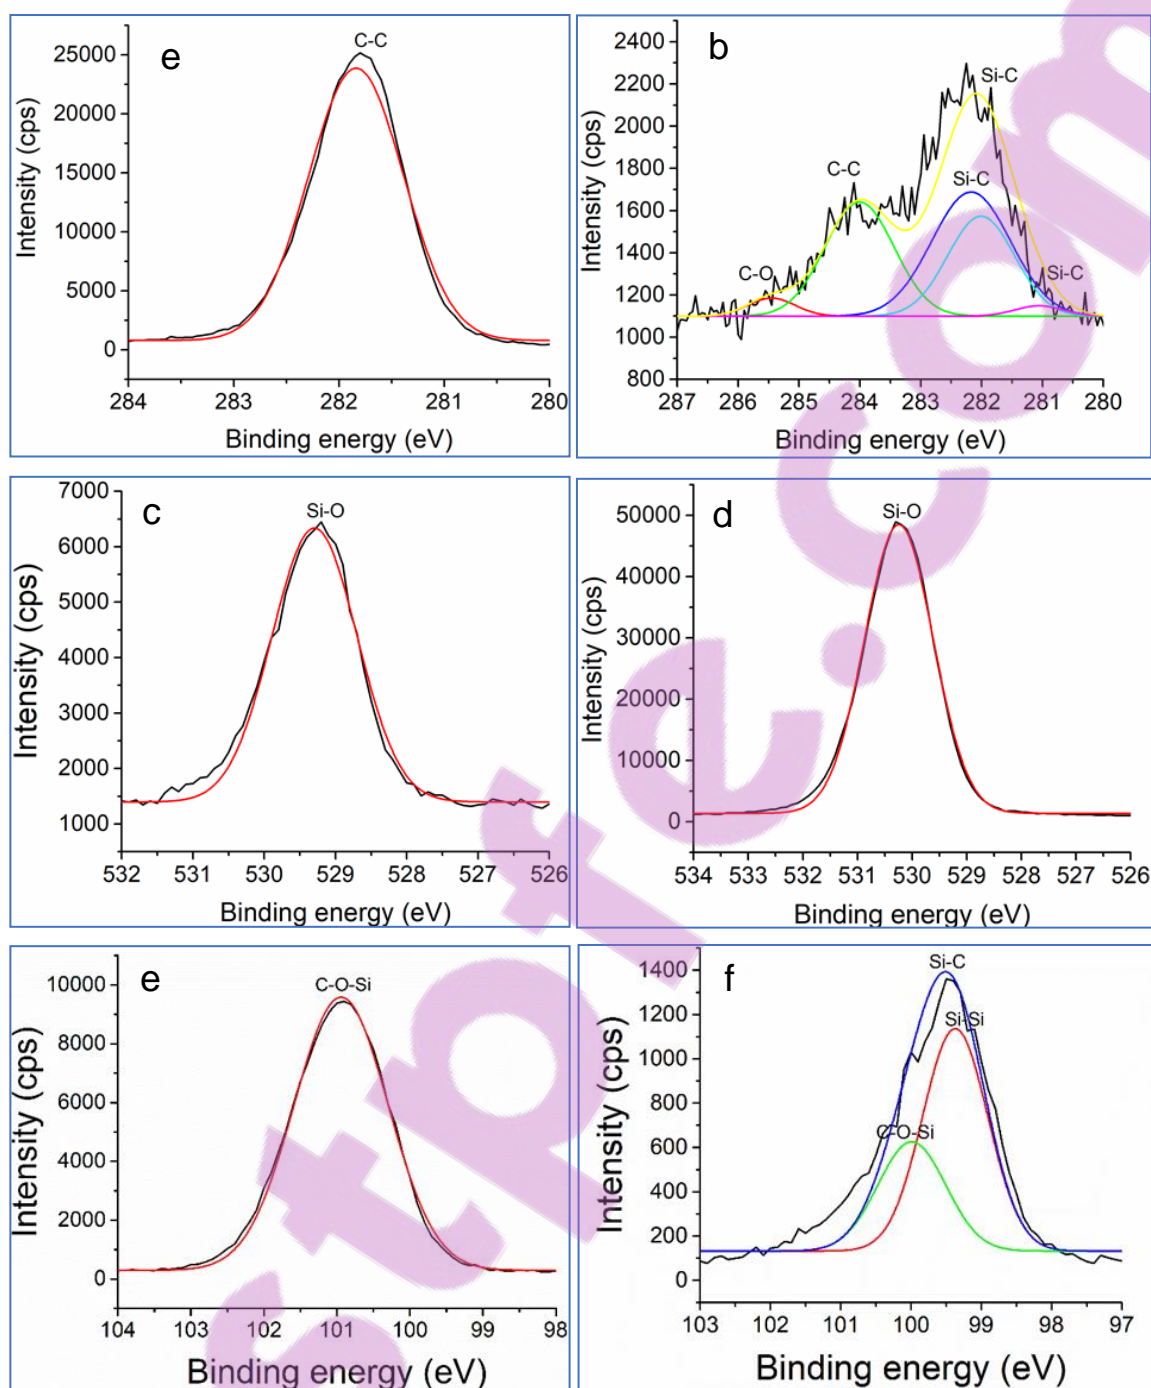 e
C-C
25000
20000
15000
10000
5000
0
Intensity (cps)
284 283 282 281 280
Binding energy (eV)
b
Si-C
C-C
Si-C
C-O
Si-C
2400
2200
2000
1800
1600
1400
1200
1000
800
Intensity (cps)
287 286 285 284 283 282 281 280
Binding energy (eV)
c
Si-O
7000
6000
5000
4000
3000
2000
1000
Intensity (cps)
532 531 530 529 528 527 526
Binding energy (eV)
d
Si-O
50000
40000
30000
20000
10000
0
Intensity (cps)
534 533 532 531 530 529 528 527 526
Binding energy (eV)
e
C-O-Si
10000
8000
6000
4000
2000
0
Intensity (cps)
104 103 102 101 100 99 98
Binding energy (eV)
f
Si-C
Si-Si
C-O-Si
1400
1200
1000
800
600
400
200
0
Intensity (cps)
103 102 101 100 99 98 97
Binding energy (eV)
stpfe.com